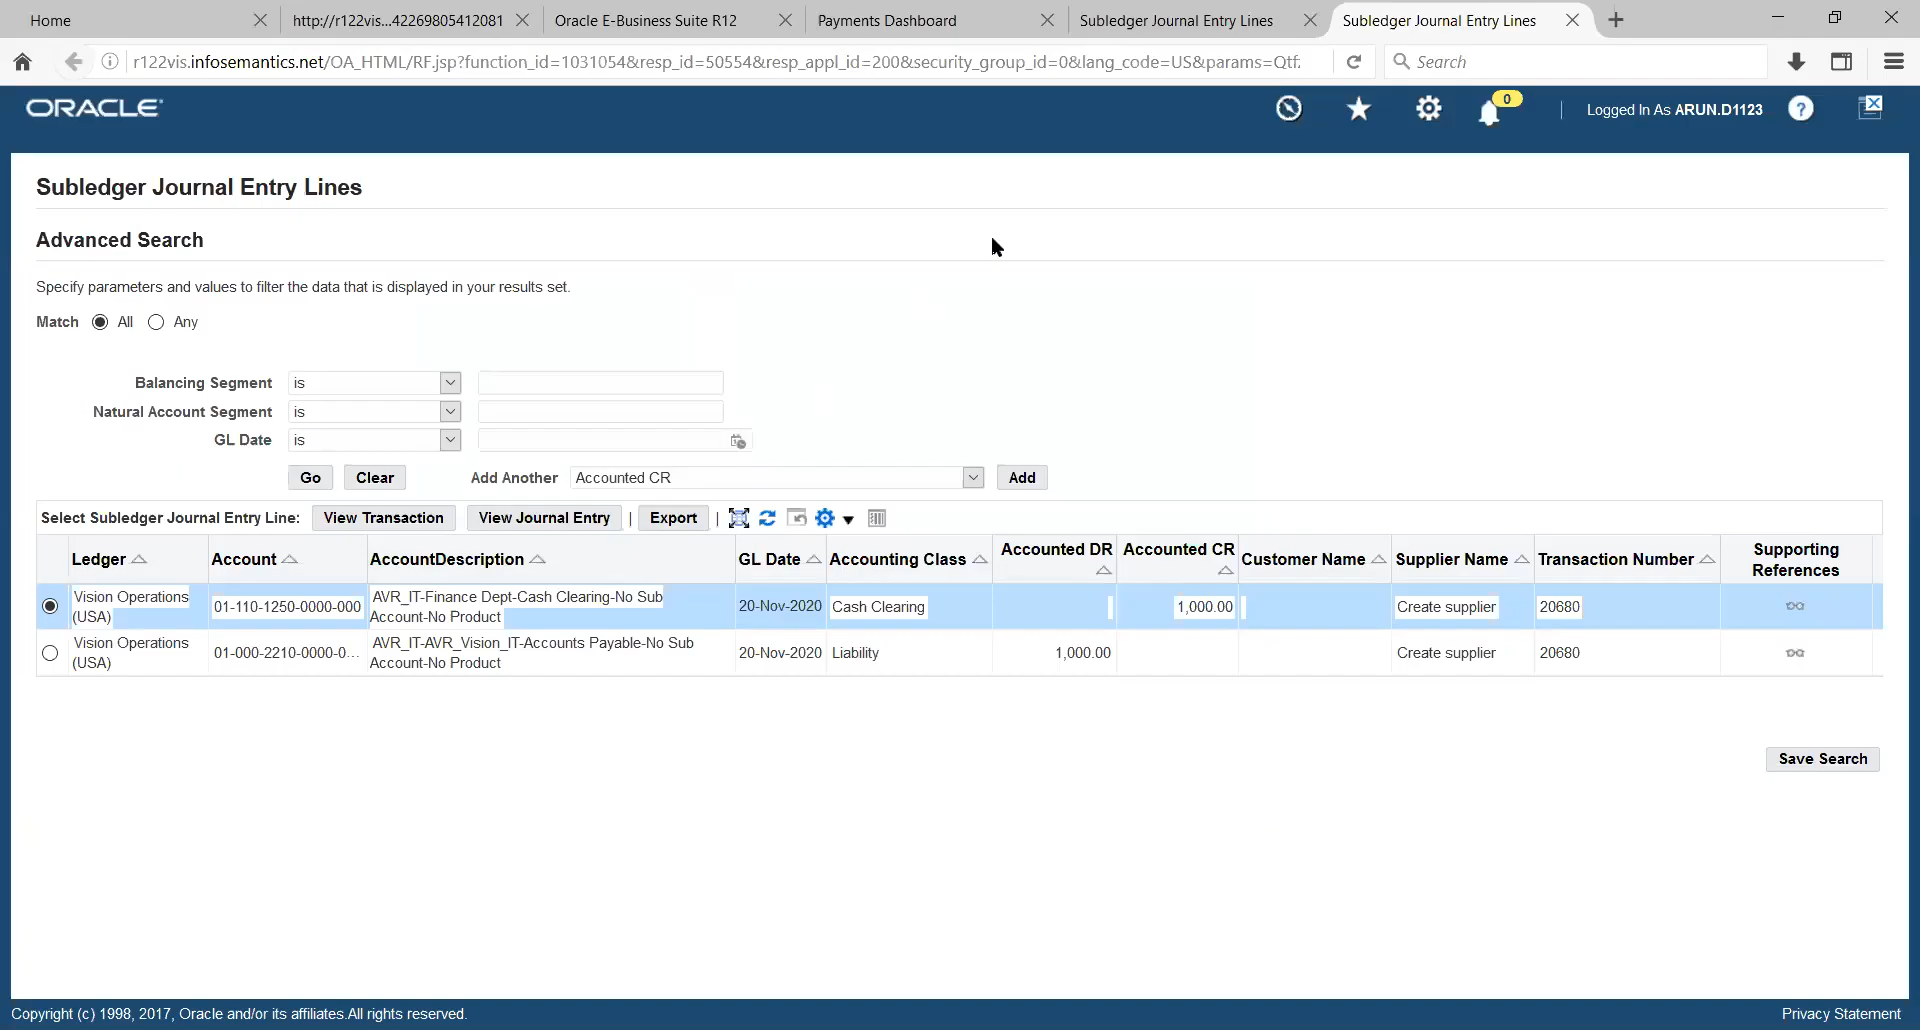 Home
http://r122vis...42269805412081
Oracle E-Business Suite R12
Payments Dashboard
Subledger Journal Entry Lines
Subledger Journal Entry Lines
r122vis.infosemantics.net/OA_HTML/RF.jsp?function_id=1031054&resp_id=50554&resp_appl_id=200&security_group_id=0&lang_code=US&params=Qtf:
Search
ORACLE
0
Logged In As ARUN.D1123
Subledger Journal Entry Lines
Advanced Search
Specify parameters and values to filter the data that is displayed in your results set.
Match All Any
Balancing Segment is
Natural Account Segment is
GL Date is
Go Clear Add Another Accounted CR Add
Select Subledger Journal Entry Line: View Transaction View Journal Entry | Export |
Ledger Account AccountDescription GL Date Accounting Class Accounted DR Accounted CR Customer Name Supplier Name Transaction Number Supporting References
Vision Operations (USA) 01-110-1250-0000-000 AVR_IT-Finance Dept-Cash Clearing-No Sub Account-No Product 20-Nov-2020 Cash Clearing 1,000.00 Create supplier 20680
Vision Operations (USA) 01-000-2210-0000-0... AVR_IT-AVR_Vision_IT-Accounts Payable-No Sub Account-No Product 20-Nov-2020 Liability 1,000.00 Create supplier 20680
Save Search
Copyright (c) 1998, 2017, Oracle and/or its affiliates.All rights reserved.
Privacy Statement